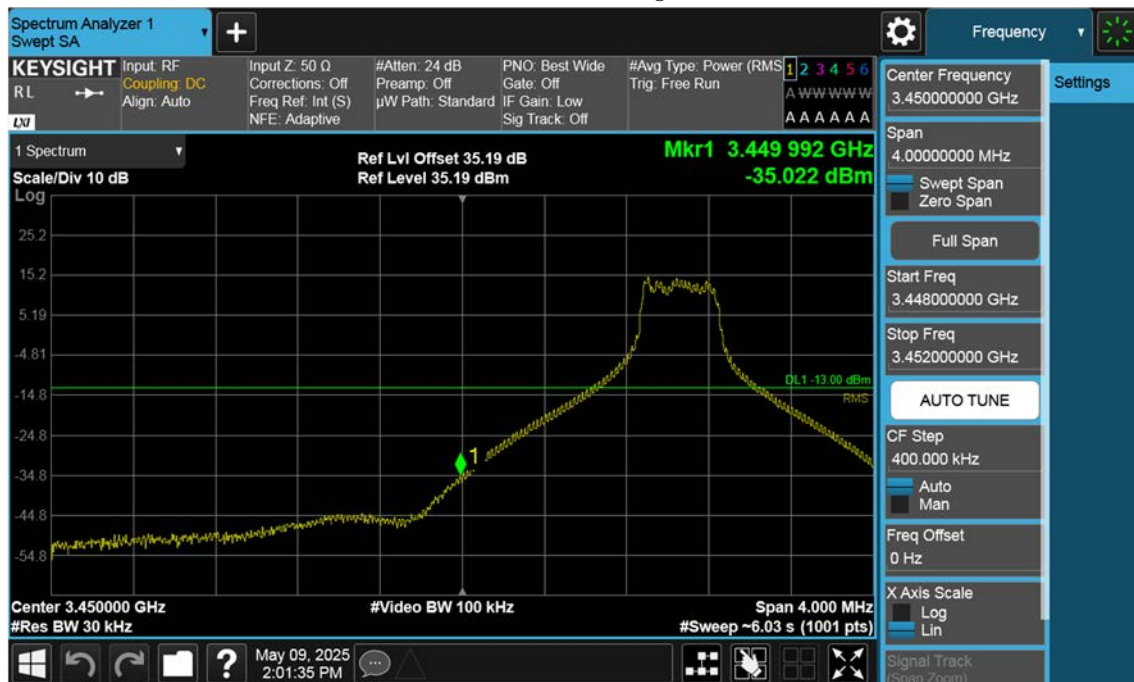 Spectrum Analyzer 1
Swept SA
+
Frequency
KEYSIGHT
RL
LXI
Input: RF
Coupling: DC
Align: Auto
Input Z: 50 Ω
Corrections: Off
Freq Ref: Int (S)
NFE: Adaptive
#Atten: 24 dB
Preamp: Off
µW Path: Standard
PNO: Best Wide
Gate: Off
IF Gain: Low
Sig Track: Off
#Avg Type: Power (RMS
Trig: Free Run
1 2 3 4 5 6
A W W W W W
A A A A A A
1 Spectrum
Scale/Div 10 dB
Log
Ref Lvl Offset 35.19 dB
Ref Level 35.19 dBm
Mkr1 3.449 992 GHz
-35.022 dBm
25.2
15.2
5.19
-4.81
-14.8
-24.8
-34.8
-44.8
-54.8
DL1 -13.00 dBm
RMS
1
Center 3.450000 GHz
#Res BW 30 kHz
#Video BW 100 kHz
Span 4.000 MHz
#Sweep ~6.03 s (1001 pts)
Center Frequency
3.450000000 GHz
Span
4.00000000 MHz
Swept Span
Zero Span
Full Span
Start Freq
3.448000000 GHz
Stop Freq
3.452000000 GHz
AUTO TUNE
CF Step
400.000 kHz
Auto
Man
Freq Offset
0 Hz
X Axis Scale
Log
Lin
Signal Track
(Span Zoom)
Settings
?
May 09, 2025
2:01:35 PM